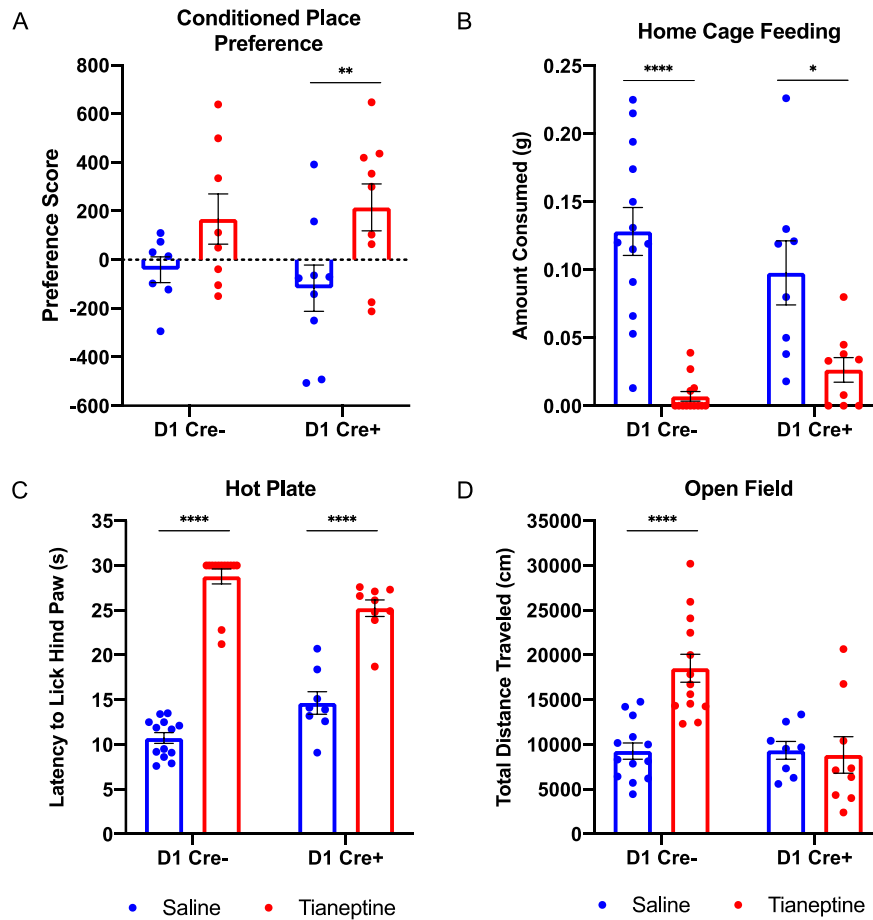 A
Conditioned Place
Preference
Preference Score
800
600
400
200
0
-200
-400
-600
**
D1 Cre-
D1 Cre+
B
Home Cage Feeding
Amount Consumed (g)
0.25
0.20
0.15
0.10
0.05
0.00
****
*
D1 Cre-
D1 Cre+
C
Hot Plate
Latency to Lick Hind Paw (s)
35
30
25
20
15
10
5
0
****
****
D1 Cre-
D1 Cre+
D
Open Field
Total Distance Traveled (cm)
35000
30000
25000
20000
15000
10000
5000
0
****
D1 Cre-
D1 Cre+
Saline
Tianeptine
Saline
Tianeptine